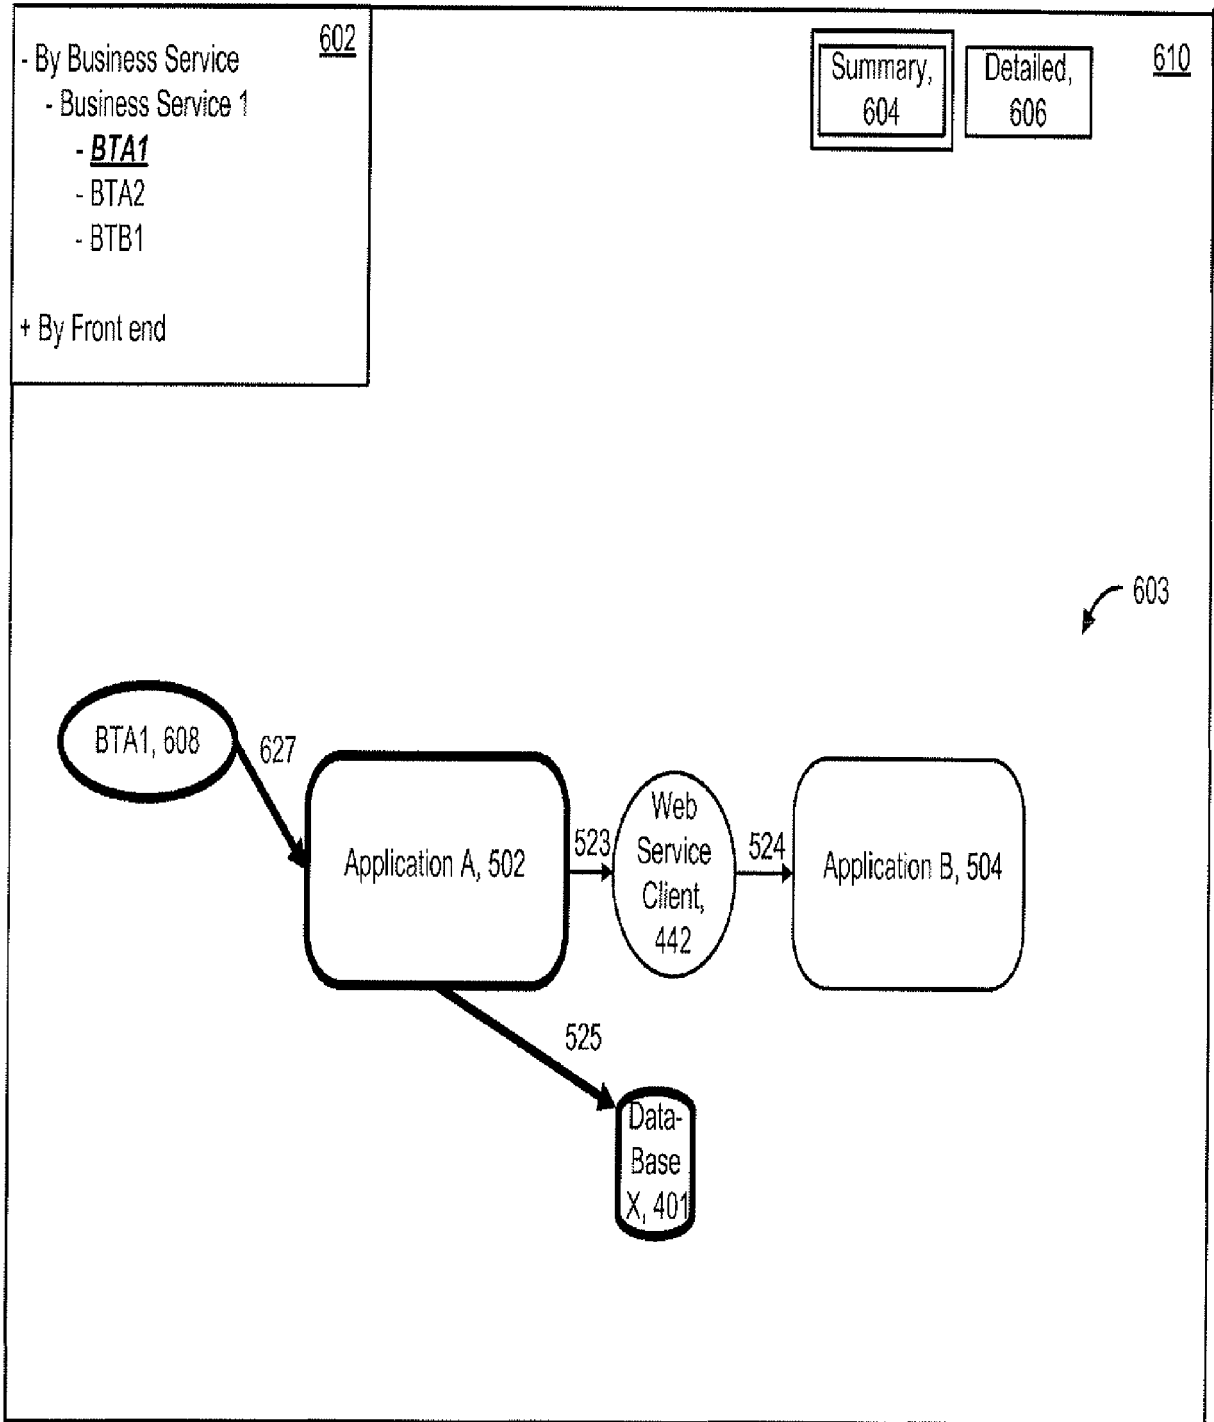 602
- By Business Service
- Business Service 1
- BTA1
- BTA2
- BTB1
+ By Front end
Summary,
604
Detailed,
606
610
603
BTA1, 608
627
Application A, 502
523
Web
Service
Client,
442
524
Application B, 504
525
Data-
Base
X, 401